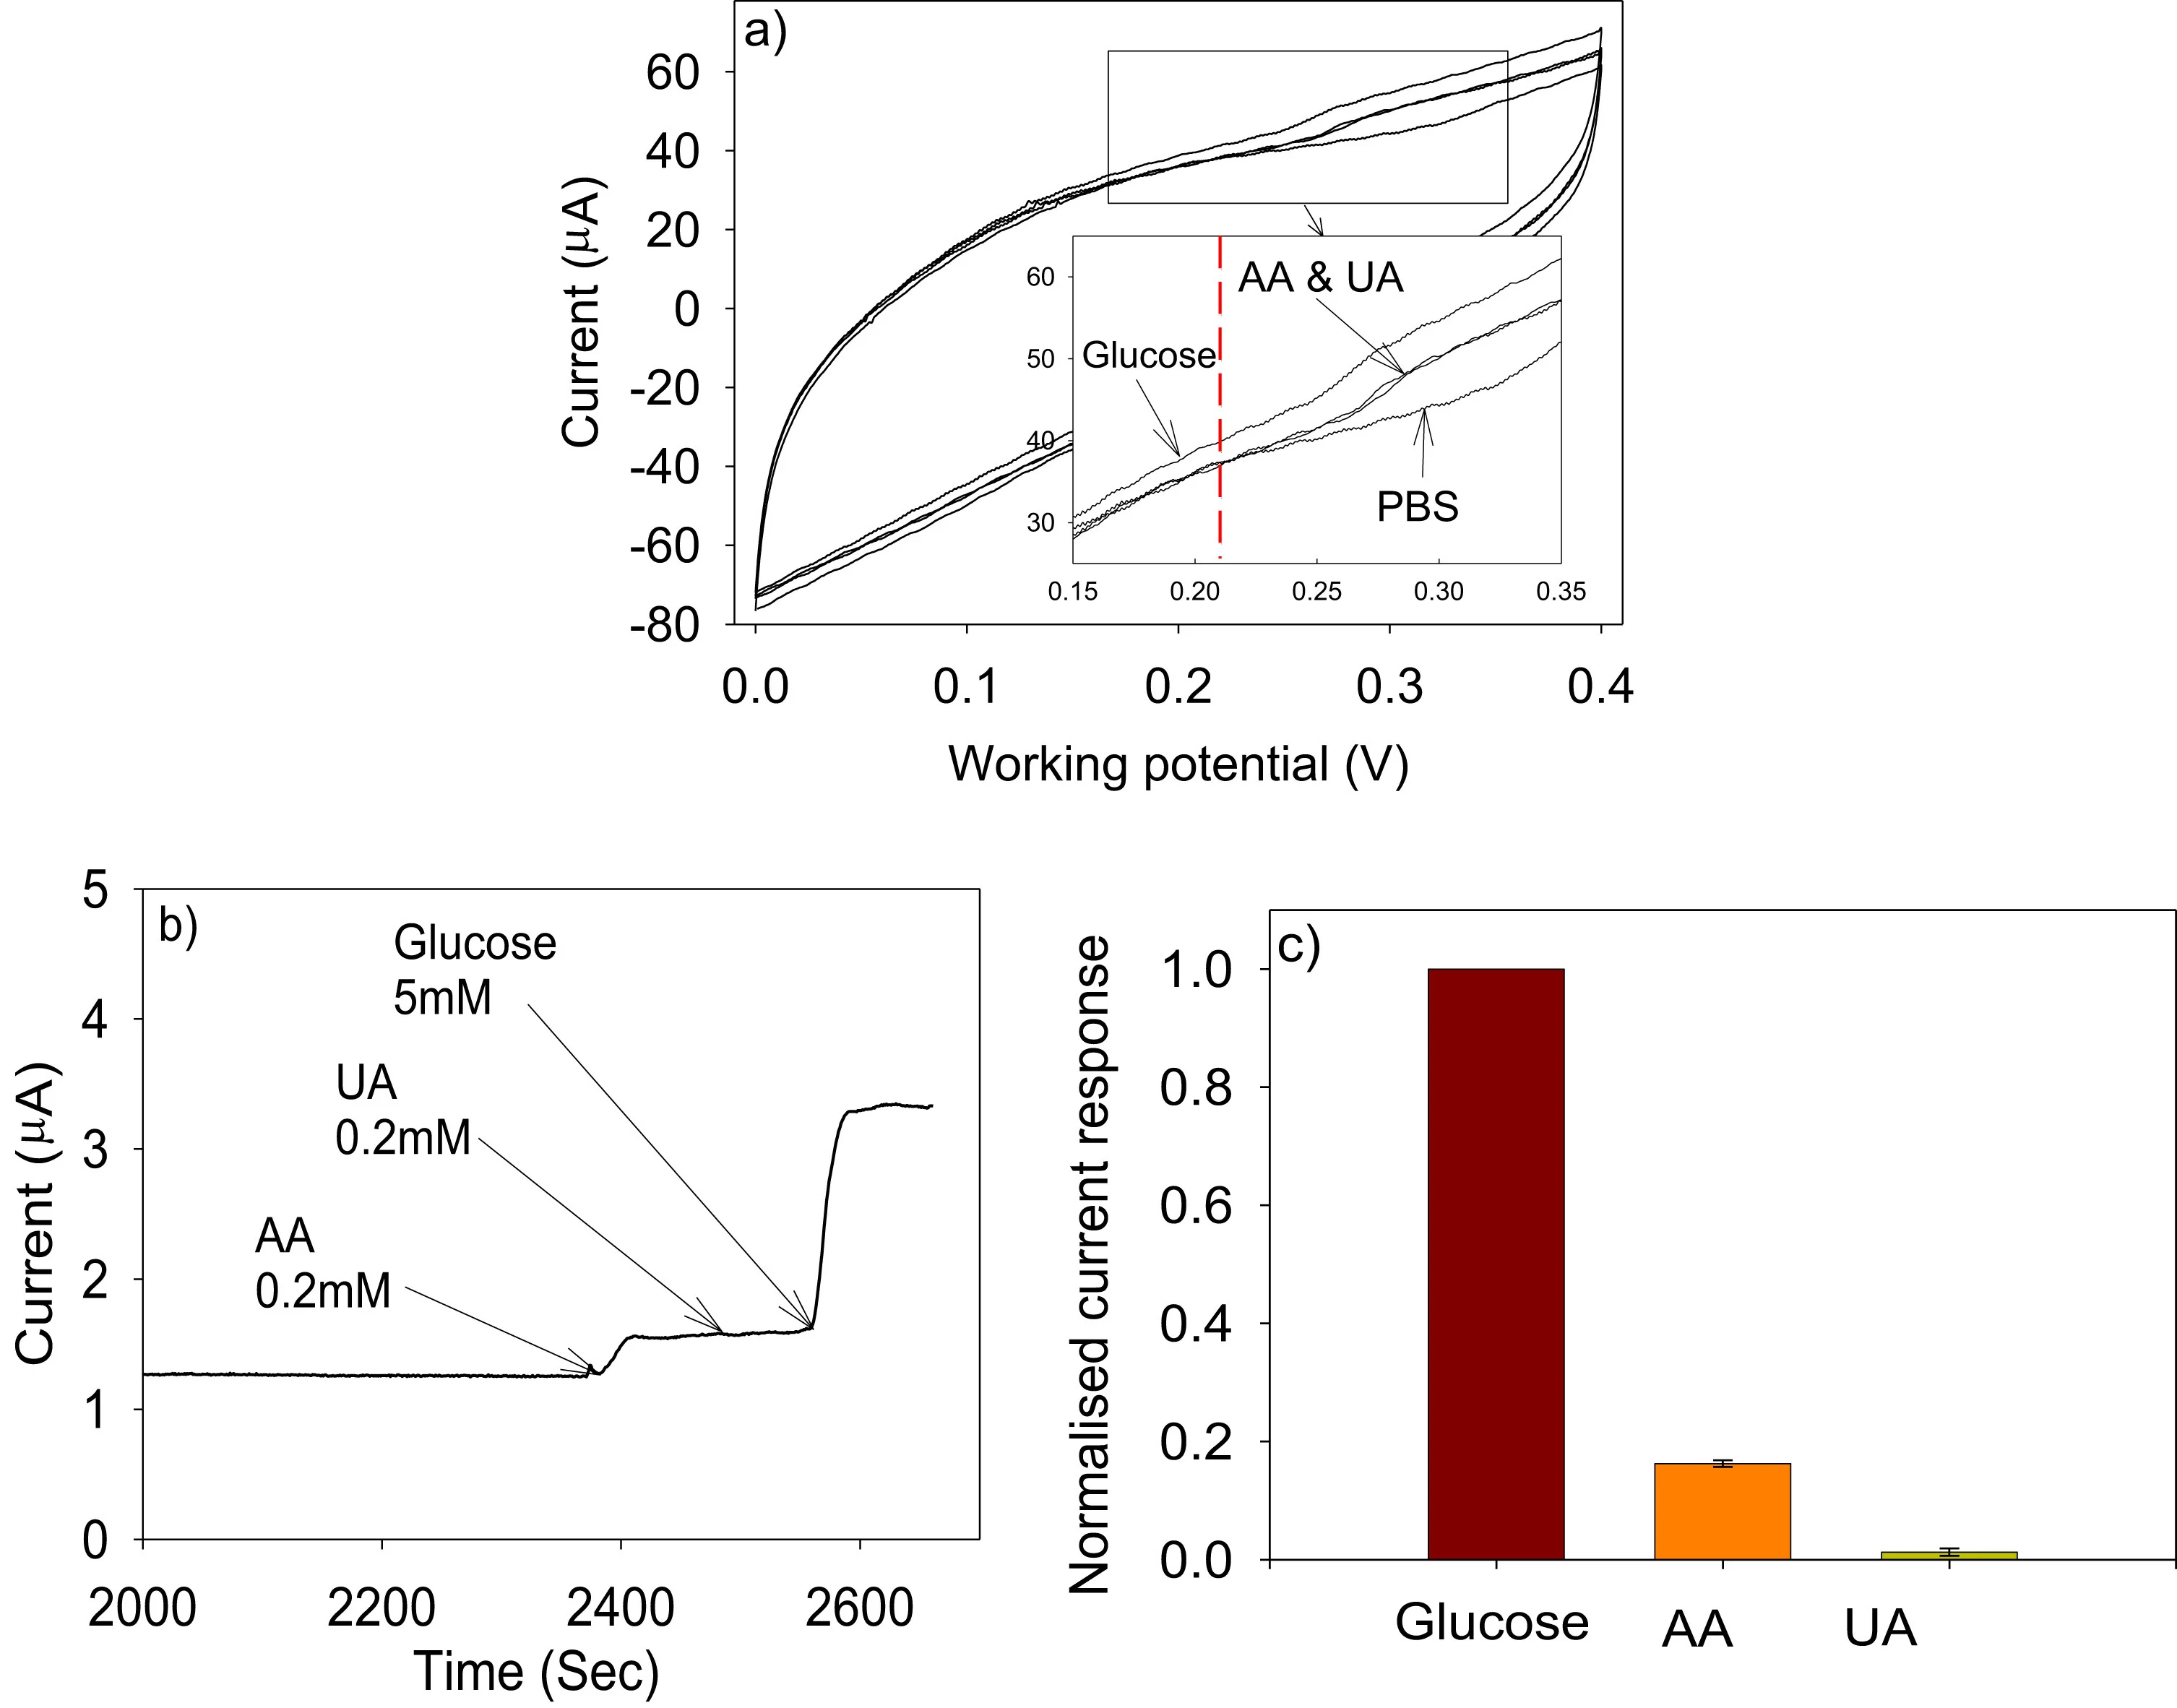 a)
60
40
20
0
-20
-40
-60
-80
Current (μA)
0.0 0.1 0.2 0.3 0.4
Working potential (V)
60
50
40
30
0.15 0.20 0.25 0.30 0.35
AA & UA
Glucose
PBS
b)
5
4
3
2
1
0
Current (μA)
Glucose
5mM
UA
0.2mM
AA
0.2mM
2000 2200 2400 2600
Time (Sec)
c)
1.0
0.8
0.6
0.4
0.2
0.0
Normalised current response
Glucose AA UA